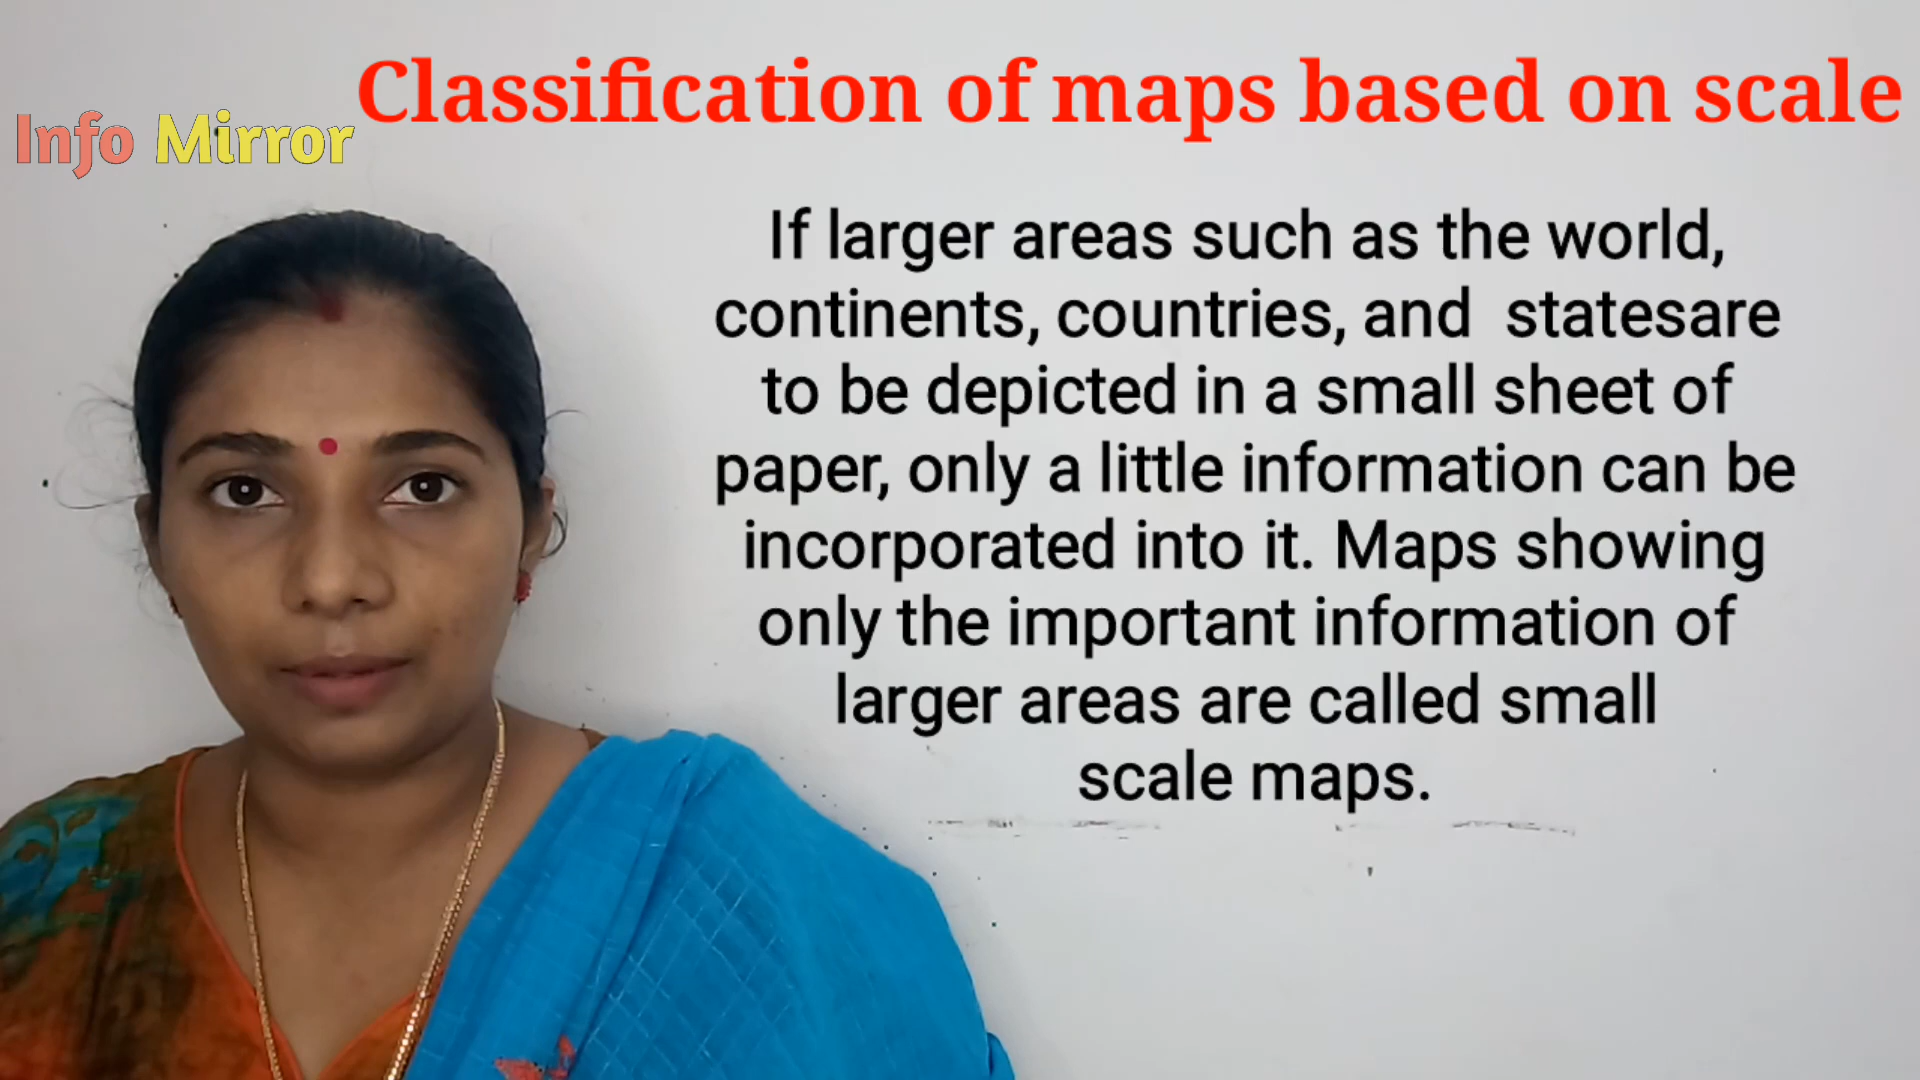 Classification of maps based on scale
Info Mirror
If larger areas such as the world,
continents, countries, and  statesare
to be depicted in a small sheet of
paper, only a little information can be
incorporated into it. Maps showing
only the important information of
larger areas are called small
scale maps.